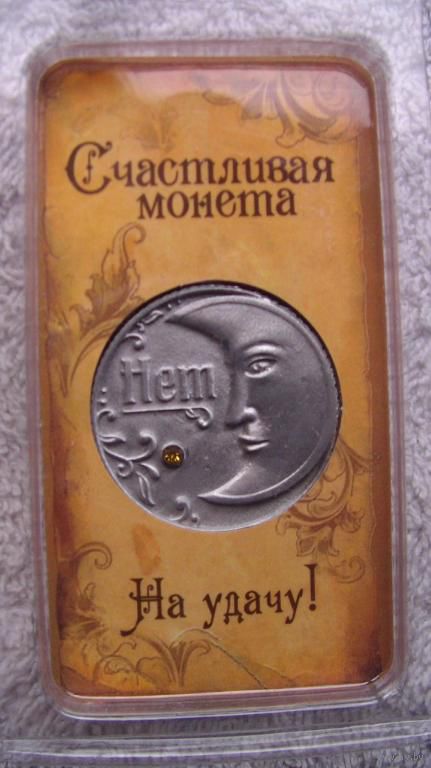 Счастливая
монета
Нет
На удачу!